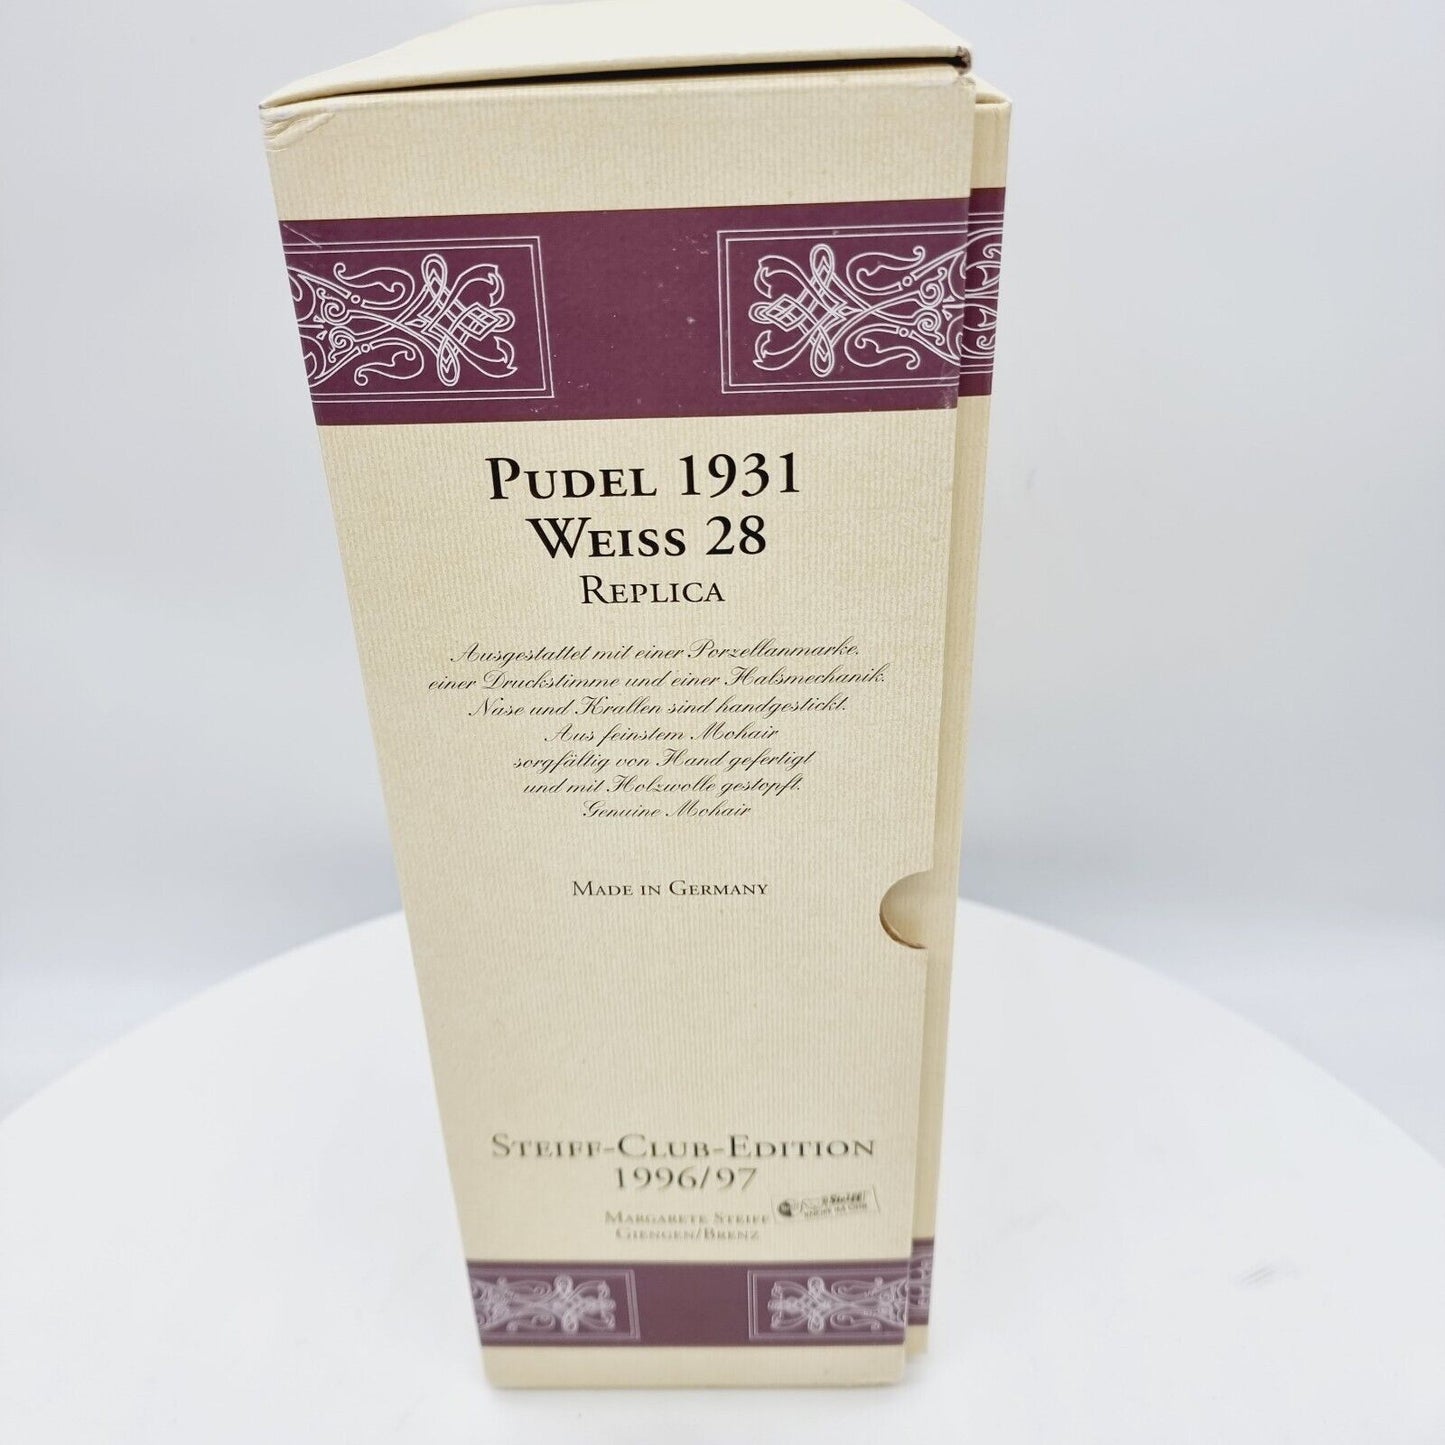 PUDEL 1931
WEISS 28
REPLICA
Ausgestattet mit einer Porzellanmarke,
einer Druckstimme und einer Halsmechanik.
Nase und Krallen sind handgestickt.
Aus feinstem Mohair
sorgfältig von Hand gefertigt
und mit Holzwolle gestopft.
Genuine Mohair
MADE IN GERMANY
STEIFF-CLUB-EDITION
1996/97
Steiff
MARGARETE STEIFF
GIENGEN/BRENZ